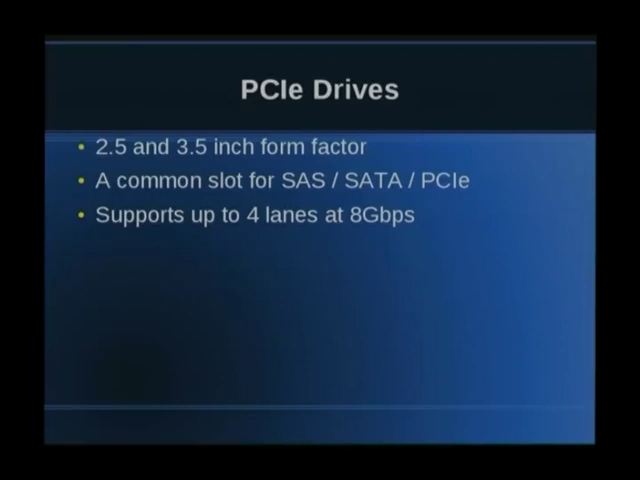 PCIe Drives
• 2.5 and 3.5 inch form factor
• A common slot for SAS / SATA / PCIe
• Supports up to 4 lanes at 8Gbps